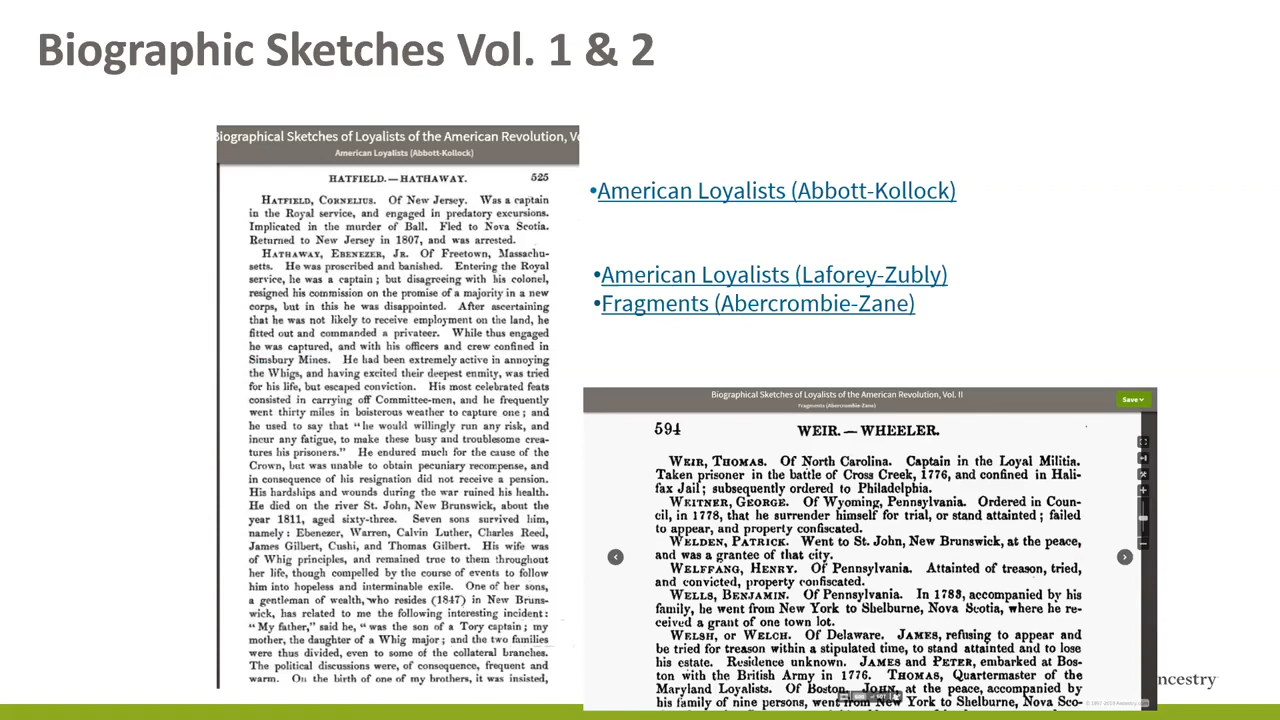 Biographic Sketches Vol. 1 & 2
Biographical Sketches of Loyalists of the American Revolution, Vo
American Loyalists (Abbott-Kollock)
HATFIELD.—HATHAWAY. 525
HATFIELD, CORNELIUS. Of New Jersey. Was a captain
in the Royal service, and engaged in predatory excursions.
Implicated in the murder of Ball. Fled to Nova Scotia.
Returned to New Jersey in 1807, and was arrested.
HATHAWAY, EBENEZER, JR. Of Freetown, Massachu-
setts. He was proscribed and banished. Entering the Royal
service, he was a captain; but disagreeing with his colonel,
resigned his commission on the promise of a majority in a new
corps, but in this he was disappointed. After ascertaining
that he was not likely to receive employment on the land, he
fitted out and commanded a privateer. While thus engaged
he was captured, and with his officers and crew confined in
Simsbury Mines. He had been extremely active in annoying
the Whigs, and having excited their deepest enmity, was tried
for his life, but escaped conviction. His most celebrated feats
consisted in carrying off Committee-men, and he frequently
went thirty miles in boisterous weather to capture one; and
he used to say that "he would willingly run any risk, and
incur any fatigue, to make these busy and troublesome crea-
tures his prisoners." He endured much for the cause of the
Crown, but was unable to obtain pecuniary recompense, and
in consequence of his resignation did not receive a pension.
His hardships and wounds during the war ruined his health.
He died on the river St. John, New Brunswick, about the
year 1811, aged sixty-three. Seven sons survived him,
namely: Ebenezer, Warren, Calvin Luther, Charles Reed,
James Gilbert, Cushi, and Thomas Gilbert. His wife was
of Whig principles, and remained true to them throughout
her life, though compelled by the course of events to follow
him into hopeless and interminable exile. One of her sons,
a gentleman of wealth, who resides (1847) in New Bruns-
wick, has related to me the following interesting incident:
"My father," said he, "was the son of a Tory captain; my
mother, the daughter of a Whig major; and the two families
were thus divided, even to some of the collateral branches.
The political discussions were, of consequence, frequent and
warm. On the birth of one of my brothers, it was insisted,
•American Loyalists (Abbott-Kollock)
•American Loyalists (Laforey-Zubly)
•Fragments (Abercrombie-Zane)
Biographical Sketches of Loyalists of the American Revolution, Vol. II
Fragments (Abercrombie-Zane)
Save
594 WEIR.—WHEELER.
WEIR, THOMAS. Of North Carolina. Captain in the Loyal Militia.
Taken prisoner in the battle of Cross Creek, 1776, and confined in Hali-
fax Jail; subsequently ordered to Philadelphia.
WEITNER, GEORGE. Of Wyoming, Pennsylvania. Ordered in Coun-
cil, in 1778, that he surrender himself for trial, or stand attainted; failed
to appear, and property confiscated.
WELDEN, PATRICK. Went to St. John, New Brunswick, at the peace,
and was a grantee of that city.
WELFFANG, HENRY. Of Pennsylvania. Attainted of treason, tried,
and convicted, property confiscated.
WELLS, BENJAMIN. Of Pennsylvania. In 1783, accompanied by his
family, he went from New York to Shelburne, Nova Scotia, where he re-
ceived a grant of one town lot.
WELSH, OR WELCH. Of Delaware. JAMES, refusing to appear and
be tried for treason within a stipulated time, to stand attainted and to lose
his estate. Residence unknown. JAMES and PETER, embarked at Bos-
ton with the British Army in 1776. THOMAS, Quartermaster of the
Maryland Loyalists. Of Boston. JOHN, at the peace, accompanied by
his family of nine persons, went from New York to Shelburne, Nova Sco-
© 1997-2019 Ancestry.com
ncestry